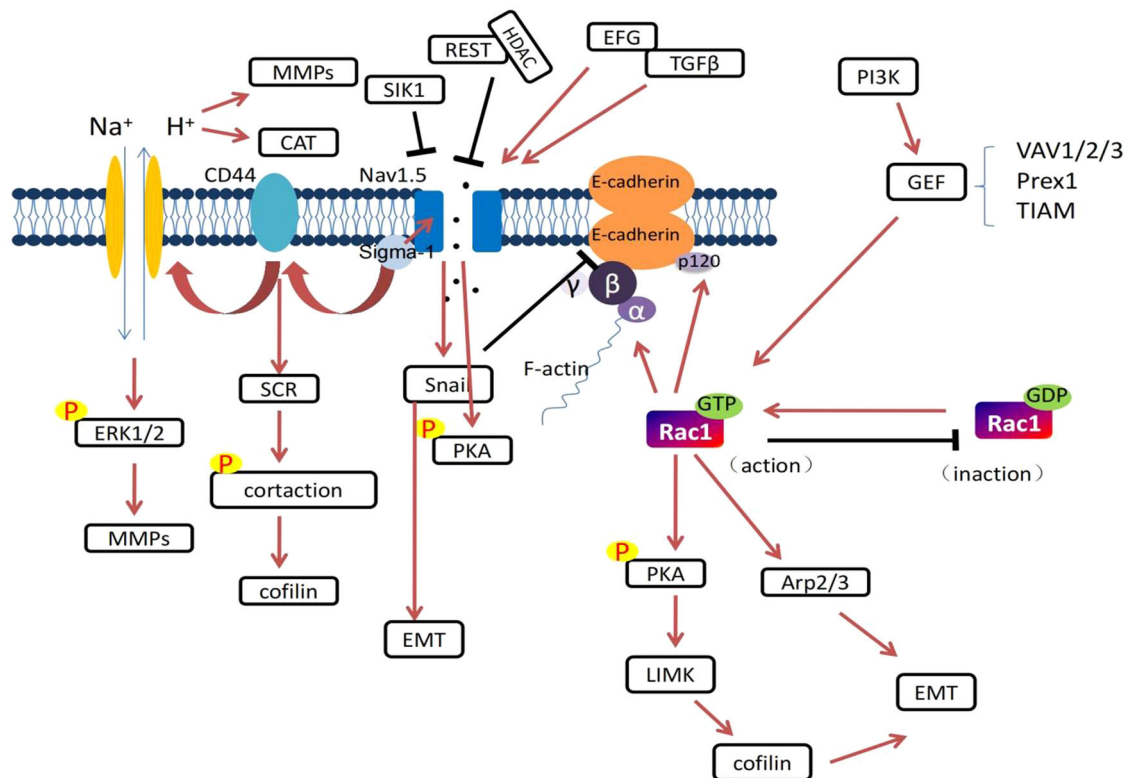 REST
HDAC
EFG
TGFβ
MMPs
SIK1
PI3K
Na⁺
H⁺
CAT
VAV1/2/3
GEF
Prex1
TIAM
CD44
Nav1.5
E-cadherin
E-cadherin
Sigma-1
p120
γ
β
α
F-actin
SCR
Snail
P
ERK1/2
P
PKA
GTP
Rac1
GDP
Rac1
(action)
(inaction)
P
cortaction
MMPs
cofilin
P
PKA
Arp2/3
EMT
LIMK
EMT
cofilin